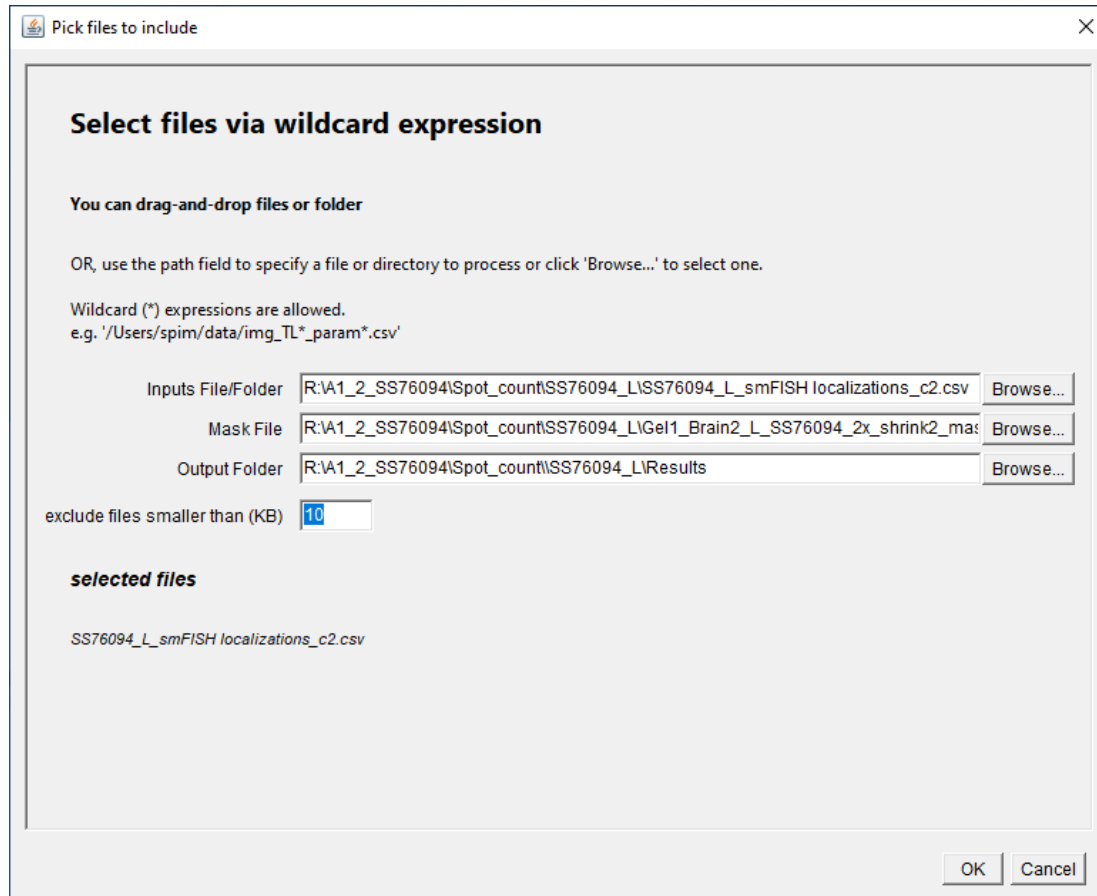 Pick files to include
Select files via wildcard expression
You can drag-and-drop files or folder
OR, use the path field to specify a file or directory to process or click 'Browse...' to select one.
Wildcard (*) expressions are allowed.
e.g. '/Users/spim/data/img_TL*_param*.csv'
Inputs File/Folder R:\A1_2_SS76094\Spot_count\SS76094_L\SS76094_L_smFISH localizations_c2.csv Browse...
Mask File R:\A1_2_SS76094\Spot_count\SS76094_L\Gel1_Brain2_L_SS76094_2x_shrink2_mas Browse...
Output Folder R:\A1_2_SS76094\Spot_count\\SS76094_L\Results Browse...
exclude files smaller than (KB) 10
selected files
SS76094_L_smFISH localizations_c2.csv
OK Cancel